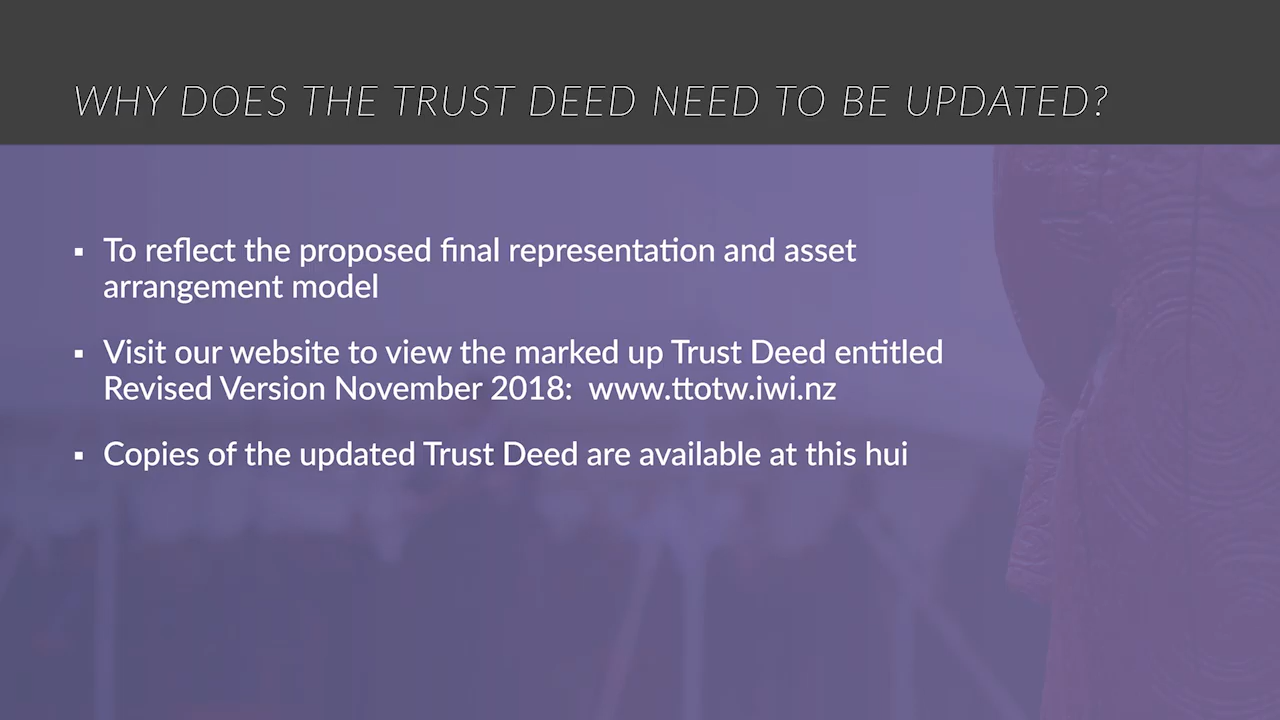 WHY DOES THE TRUST DEED NEED TO BE UPDATED?
▪ To reflect the proposed final representation and asset
arrangement model
▪ Visit our website to view the marked up Trust Deed entitled
Revised Version November 2018: www.ttotw.iwi.nz
▪ Copies of the updated Trust Deed are available at this hui